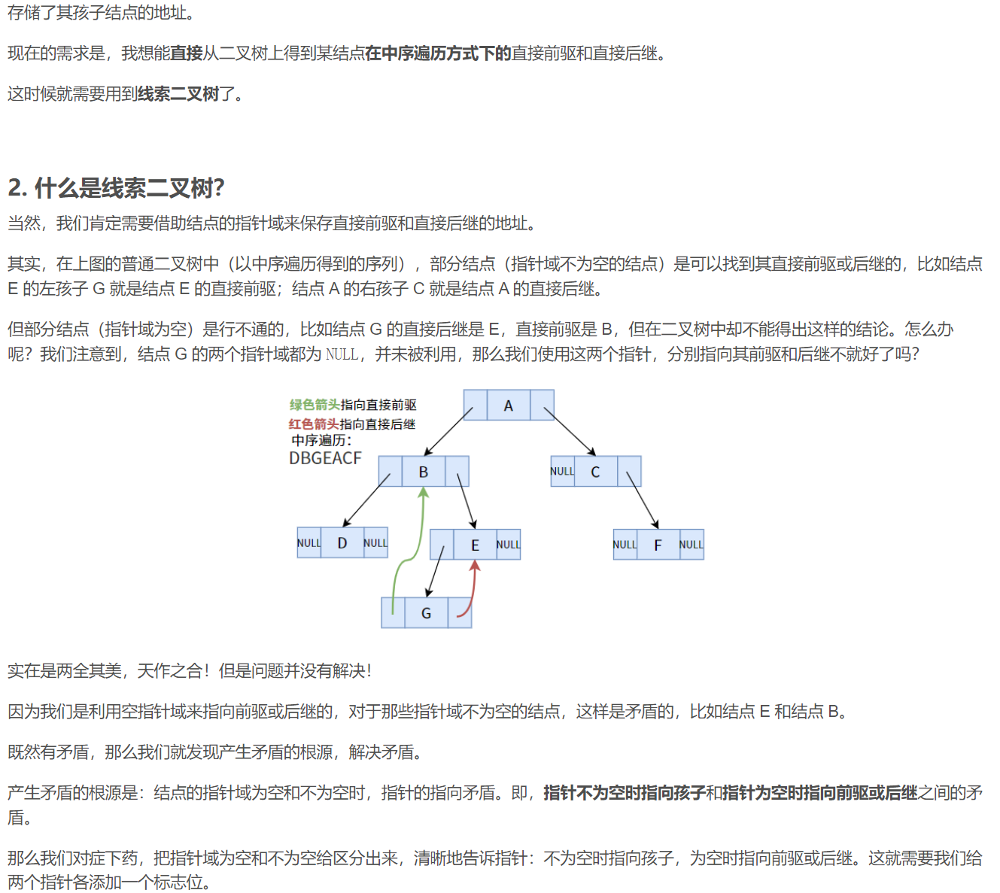 存储了其孩子结点的地址。
现在的需求是，我想能直接从二叉树上得到某结点在中序遍历方式下的直接前驱和直接后继。
这时候就需要用到线索二叉树了。
2. 什么是线索二叉树？
当然，我们肯定需要借助结点的指针域来保存直接前驱和直接后继的地址。
其实，在上图的普通二叉树中（以中序遍历得到的序列），部分结点（指针域不为空的结点）是可以找到其直接前驱或后继的，比如结点
E 的左孩子 G 就是结点 E 的直接前驱；结点 A 的右孩子 C 就是结点 A 的直接后继。
但部分结点（指针域为空）是行不通的，比如结点 G 的直接后继是 E，直接前驱是 B，但在二叉树中却不能得出这样的结论。怎么办
呢？我们注意到，结点 G 的两个指针域都为 NULL，并未被利用，那么我们使用这两个指针，分别指向其前驱和后继不就好了吗？
绿色箭头指向直接前驱
红色箭头指向直接后继
中序遍历：
DBGEACF
A
B
NULL C
NULL D NULL
E NULL
NULL F NULL
G
实在是两全其美，天作之合！但是问题并没有解决！
因为我们是利用空指针域来指向前驱或后继的，对于那些指针域不为空的结点，这样是矛盾的，比如结点 E 和结点 B。
既然有矛盾，那么我们就发现产生矛盾的根源，解决矛盾。
产生矛盾的根源是：结点的指针域为空和不为空时，指针的指向矛盾。即，指针不为空时指向孩子和指针为空时指向前驱或后继之间的矛
盾。
那么我们对症下药，把指针域为空和不为空给区分出来，清晰地告诉指针：不为空时指向孩子，为空时指向前驱或后继。这就需要我们给
两个指针各添加一个标志位。